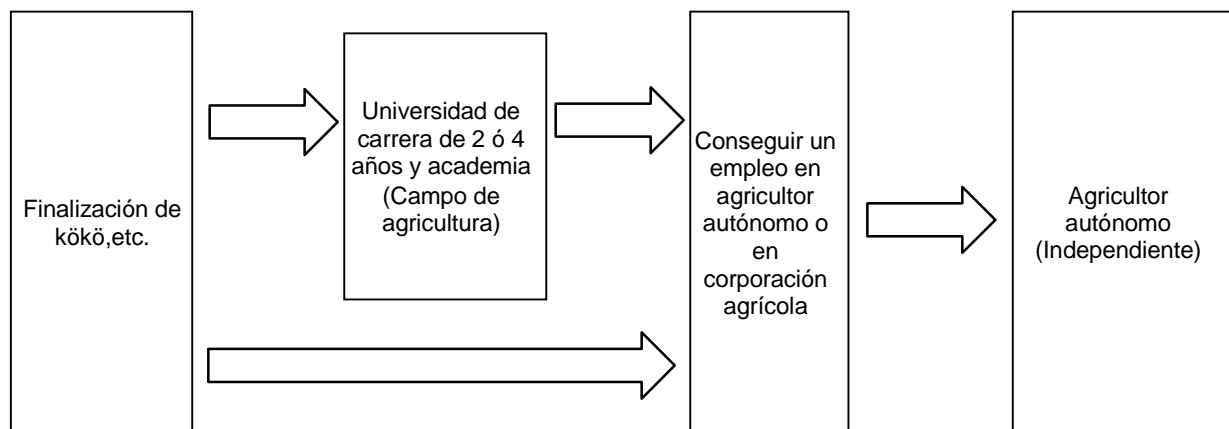 Finalización de
kökö,etc.
Universidad de
carrera de 2 ó 4
años y academia
(Campo de
agricultura)
Conseguir un
empleo en
agricultor
autónomo o
en
corporación
agrícola
Agricultor
autónomo
(Independiente)